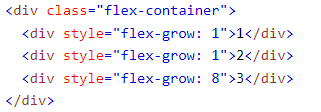 <div class="flex-container">
  <div style="flex-grow: 1">1</div>
  <div style="flex-grow: 1">2</div>
  <div style="flex-grow: 8">3</div>
</div>